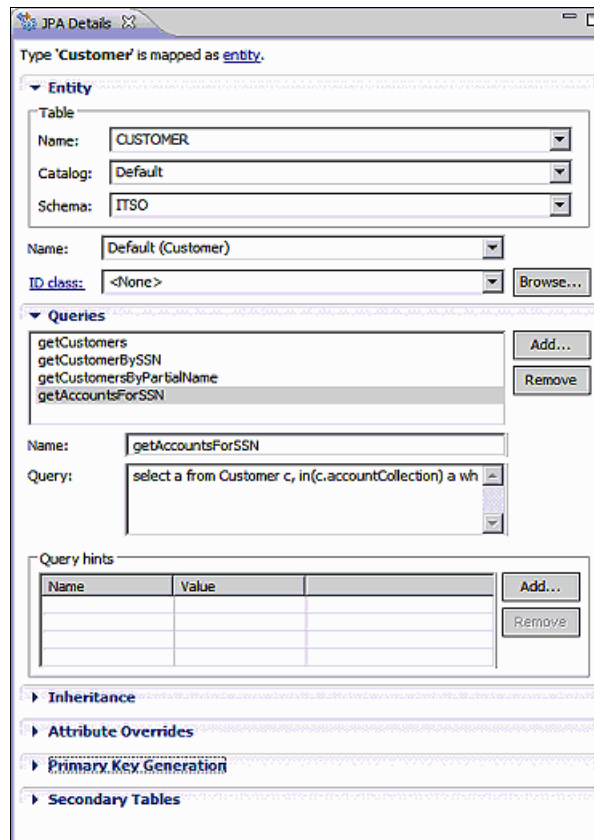 JPA Details
Type 'Customer' is mapped as entity.
Entity
Table
Name: CUSTOMER
Catalog: Default
Schema: ITSO
Name: Default (Customer)
ID class: <None> Browse...
Queries
getCustomers Add...
getCustomerBySSN
getCustomersByPartialName Remove
getAccountsForSSN
Name: getAccountsForSSN
Query: select a from Customer c, in(c.accountCollection) a wh
Query hints
Name Value Add...
Remove
Inheritance
Attribute Overrides
Primary Key Generation
Secondary Tables